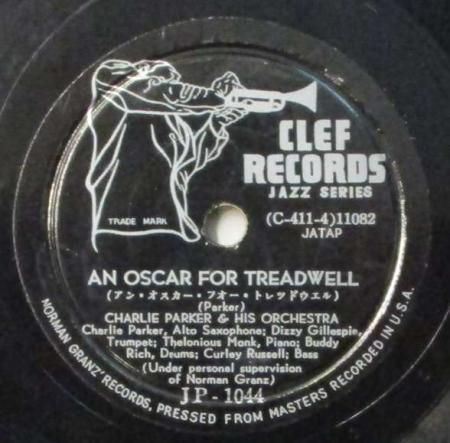 CLEF
RECORDS
JAZZ SERIES
TRADE MARK
(C-411-4)11082
JATAP
AN OSCAR FOR TREADWELL
(アン・オスカー・フオー・トレツドウエル)
(Parker)
CHARLIE PARKER & HIS ORCHESTRA
Charlie Parker, Alto Saxophone; Dizzy Gillespie,
Trumpet; Thelonious Monk, Piano; Buddy
Rich, Drums; Curley Russell; Bass
(Under personal supervision
of Norman Granz)
JP-1044
NORMAN GRANZ' RECORDS, PRESSED FROM MASTERS RECORDED IN U.S.A.